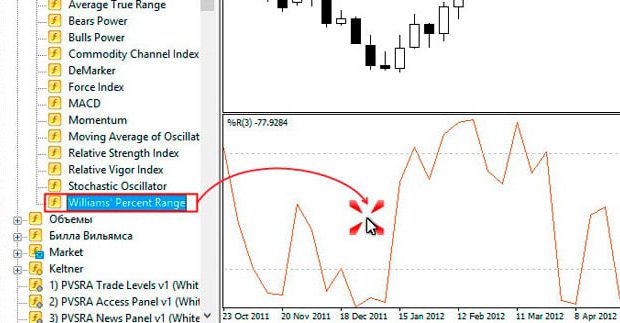 Average True Range
Bears Power
Bulls Power
Commodity Channel Index
DeMarker
Force Index
MACD
Momentum
Moving Average of Oscillat
Relative Strength Index
Relative Vigor Index
Stochastic Oscillator
Williams' Percent Range
Объемы
Билла Вильямса
Market
Keltner
1) PVSRA Trade Levels v1 (White
2) PVSRA Access Panel v1 (Whit
3) PVSRA News Panel v1 (White
%R(3) -77.9284
23 Oct 2011 20 Nov 2011 18 Dec 2011 15 Jan 2012 12 Feb 2012 11 Mar 2012 8 Apr 2012